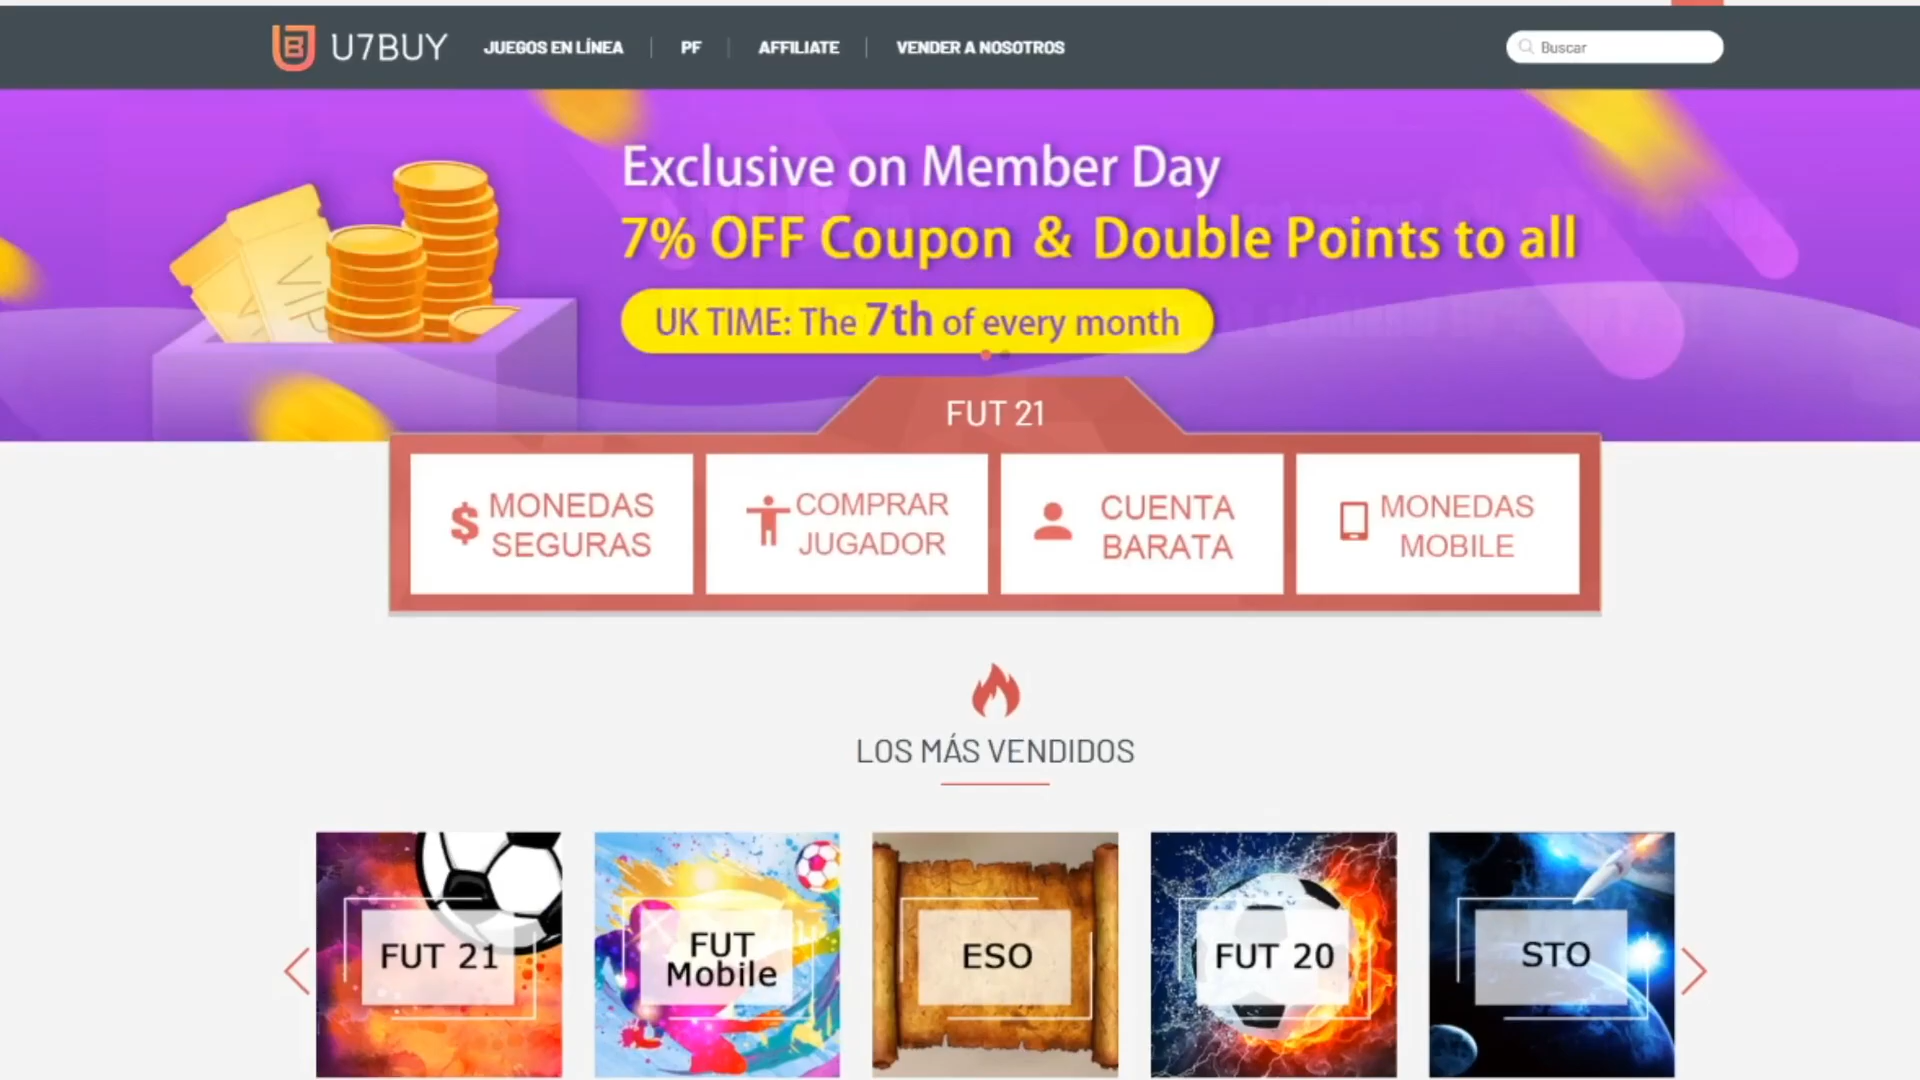 U7BUY
JUEGOS EN LÍNEA
PF
AFFILIATE
VENDER A NOSOTROS
Buscar
Exclusive on Member Day
7% OFF Coupon & Double Points to all
UK TIME: The 7th of every month
FUT 21
$ MONEDAS
SEGURAS
COMPRAR
JUGADOR
CUENTA
BARATA
MONEDAS
MOBILE
LOS MÁS VENDIDOS
FUT 21
FUT
Mobile
ESO
FUT 20
STO